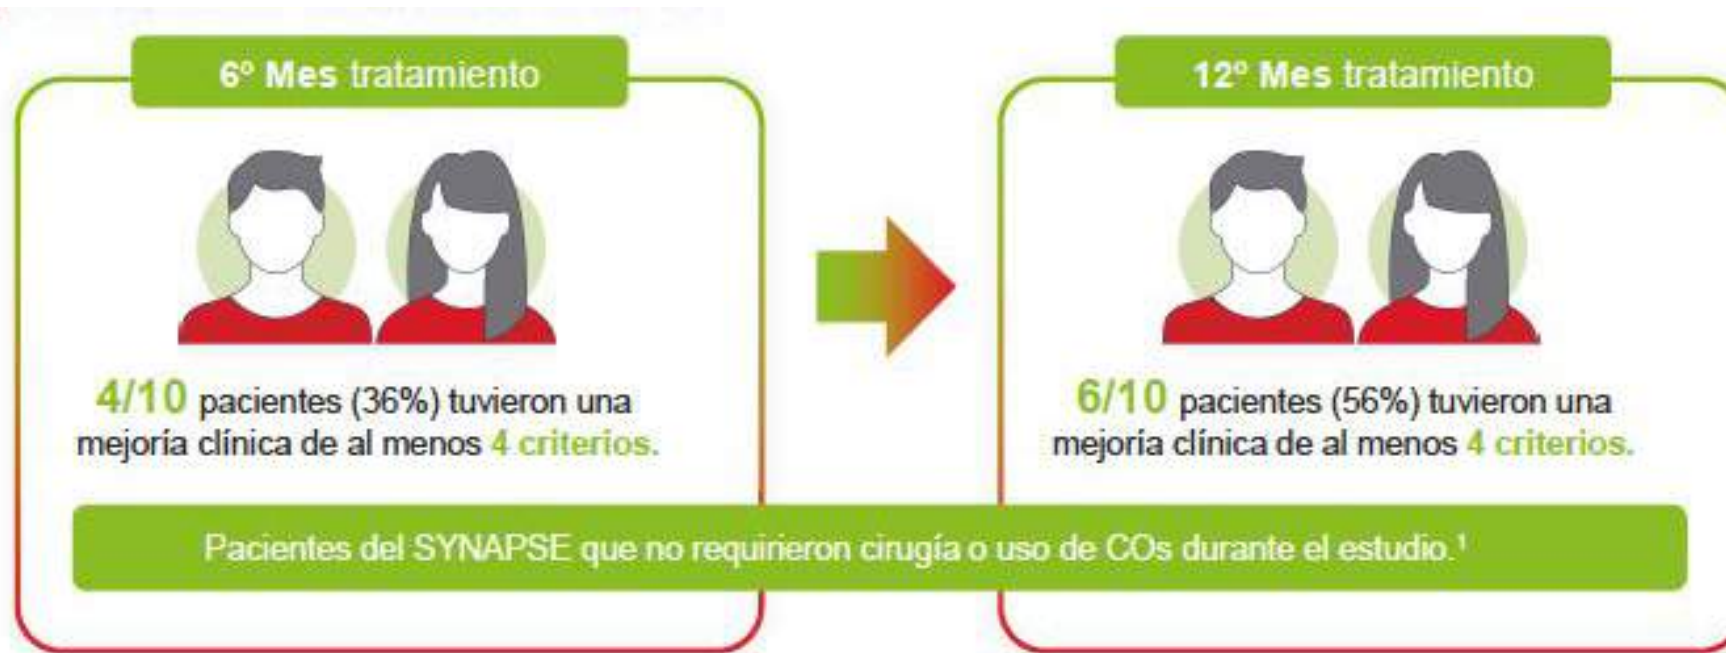 6º Mes tratamiento
4/10 pacientes (36%) tuvieron una
mejoría clínica de al menos 4 criterios.
12º Mes tratamiento
6/10 pacientes (56%) tuvieron una
mejoría clínica de al menos 4 criterios.
Pacientes del SYNAPSE que no requirieron cirugía o uso de COs durante el estudio.¹